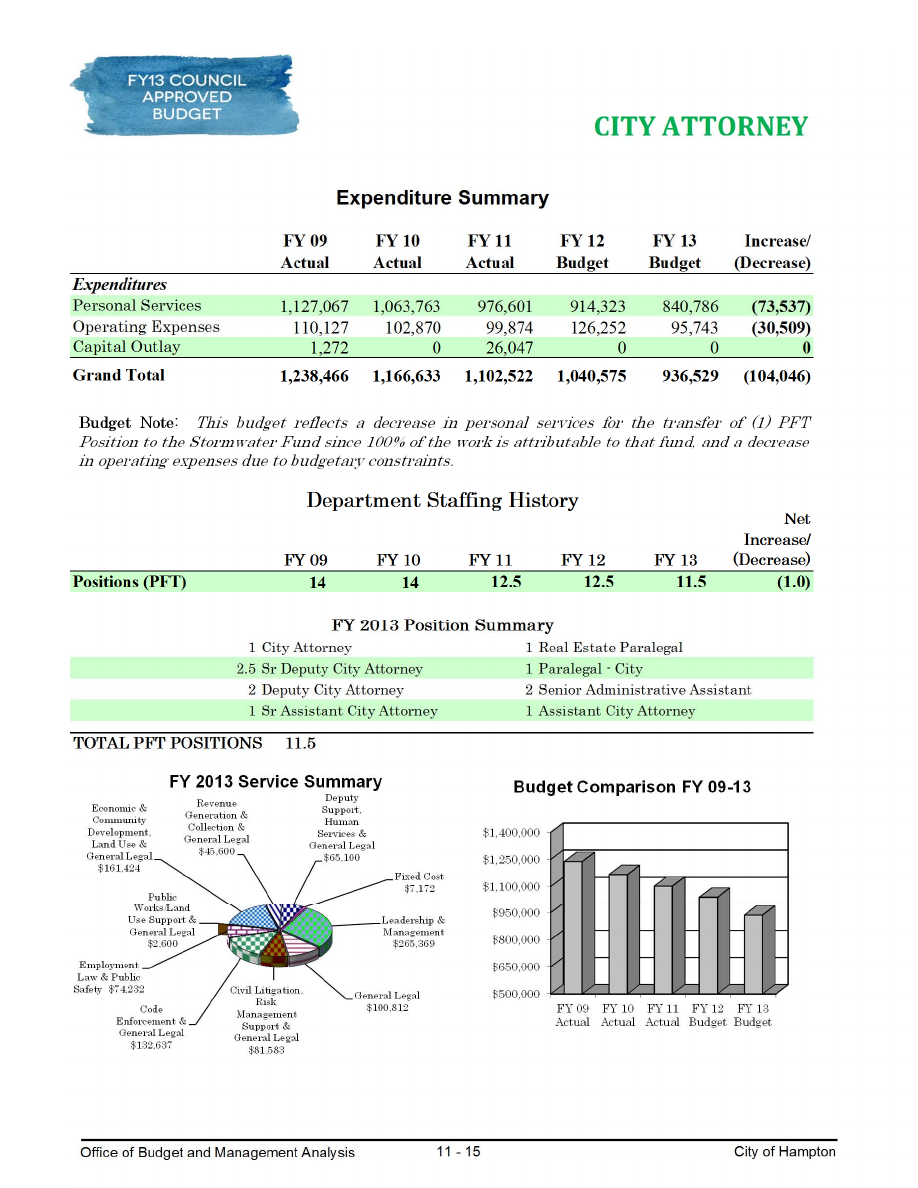 FY13 COUNCIL
APPROVED
BUDGET
CITY ATTORNEY
Expenditure Summary
FY 09 FY 10 FY 11 FY 12 FY 13 Increase/
Actual Actual Actual Budget Budget (Decrease)
Expenditures
Personal Services 1,127,067 1,063,763 976,601 914,323 840,786 (73,537)
Operating Expenses 110,127 102,870 99,874 126,252 95,743 (30,509)
Capital Outlay 1,272 0 26,047 0 0 0
Grand Total 1,238,466 1,166,633 1,102,522 1,040,575 936,529 (104,046)
Budget Note: This budget reflects a decrease in personal services for the transfer of (1) PFT
Position to the Stormwater Fund since 100% of the work is attributable to that fund, and a decrease
in operating expenses due to budgetary constraints.
Department Staffing History
Net
Increase/
FY 09 FY 10 FY 11 FY 12 FY 13 (Decrease)
Positions (PFT) 14 14 12.5 12.5 11.5 (1.0)
FY 2013 Position Summary
1 City Attorney 1 Real Estate Paralegal
2.5 Sr Deputy City Attorney 1 Paralegal - City
2 Deputy City Attorney 2 Senior Administrative Assistant
1 Sr Assistant City Attorney 1 Assistant City Attorney
TOTAL PFT POSITIONS 11.5
FY 2013 Service Summary
Economic &
Community
Development,
Land Use &
General Legal
$161,424
Revenue
Generation &
Collection &
General Legal
$45,600
Deputy
Support,
Human
Services &
General Legal
$65,100
Fixed Cost
$7,172
Leadership &
Management
$265,369
General Legal
$100,812
Civil Litigation,
Risk
Management
Support &
General Legal
$81,583
Code
Enforcement &
General Legal
$132,637
Employment
Law & Public
Safety $74,232
Public
Works/Land
Use Support &
General Legal
$2,600
Budget Comparison FY 09-13
$1,400,000
$1,250,000
$1,100,000
$950,000
$800,000
$650,000
$500,000
FY 09 FY 10 FY 11 FY 12 FY 13
Actual Actual Actual Budget Budget
Office of Budget and Management Analysis 11 - 15 City of Hampton